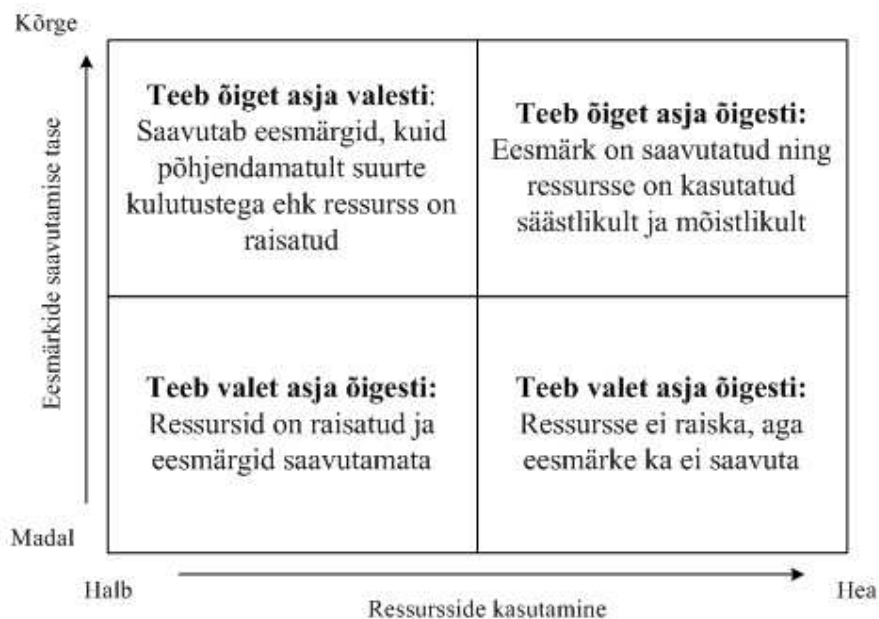 Kõrge
Eesmärkide saavutamise tase
Teeb õiget asja valesti:
Saavutab eesmärgid, kuid
põhjendamatult suurte
kulutustega ehk ressurss on
raisatud
Teeb õiget asja õigesti:
Eesmärk on saavutatud ning
ressursse on kasutatud
säästlikult ja mõistlikult
Teeb valet asja õigesti:
Ressursid on raisatud ja
eesmärgid saavutamata
Teeb valet asja õigesti:
Ressursse ei raiska, aga
eesmärke ka ei saavuta
Madal
Halb
Ressursside kasutamine
Hea